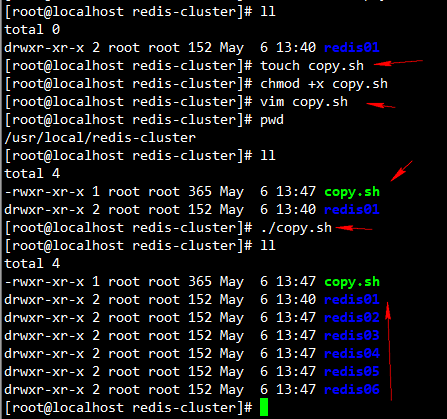 [root@localhost redis-cluster]# ll
total 0
drwxr-xr-x 2 root root 152 May  6 13:40 redis01
[root@localhost redis-cluster]# touch copy.sh
[root@localhost redis-cluster]# chmod +x copy.sh
[root@localhost redis-cluster]# vim copy.sh
[root@localhost redis-cluster]# pwd
/usr/local/redis-cluster
[root@localhost redis-cluster]# ll
total 4
-rwxr-xr-x 1 root root 365 May  6 13:47 copy.sh
drwxr-xr-x 2 root root 152 May  6 13:40 redis01
[root@localhost redis-cluster]# ./copy.sh
[root@localhost redis-cluster]# ll
total 4
-rwxr-xr-x 1 root root 365 May  6 13:47 copy.sh
drwxr-xr-x 2 root root 152 May  6 13:40 redis01
drwxr-xr-x 2 root root 152 May  6 13:47 redis02
drwxr-xr-x 2 root root 152 May  6 13:47 redis03
drwxr-xr-x 2 root root 152 May  6 13:47 redis04
drwxr-xr-x 2 root root 152 May  6 13:47 redis05
drwxr-xr-x 2 root root 152 May  6 13:47 redis06
[root@localhost redis-cluster]#